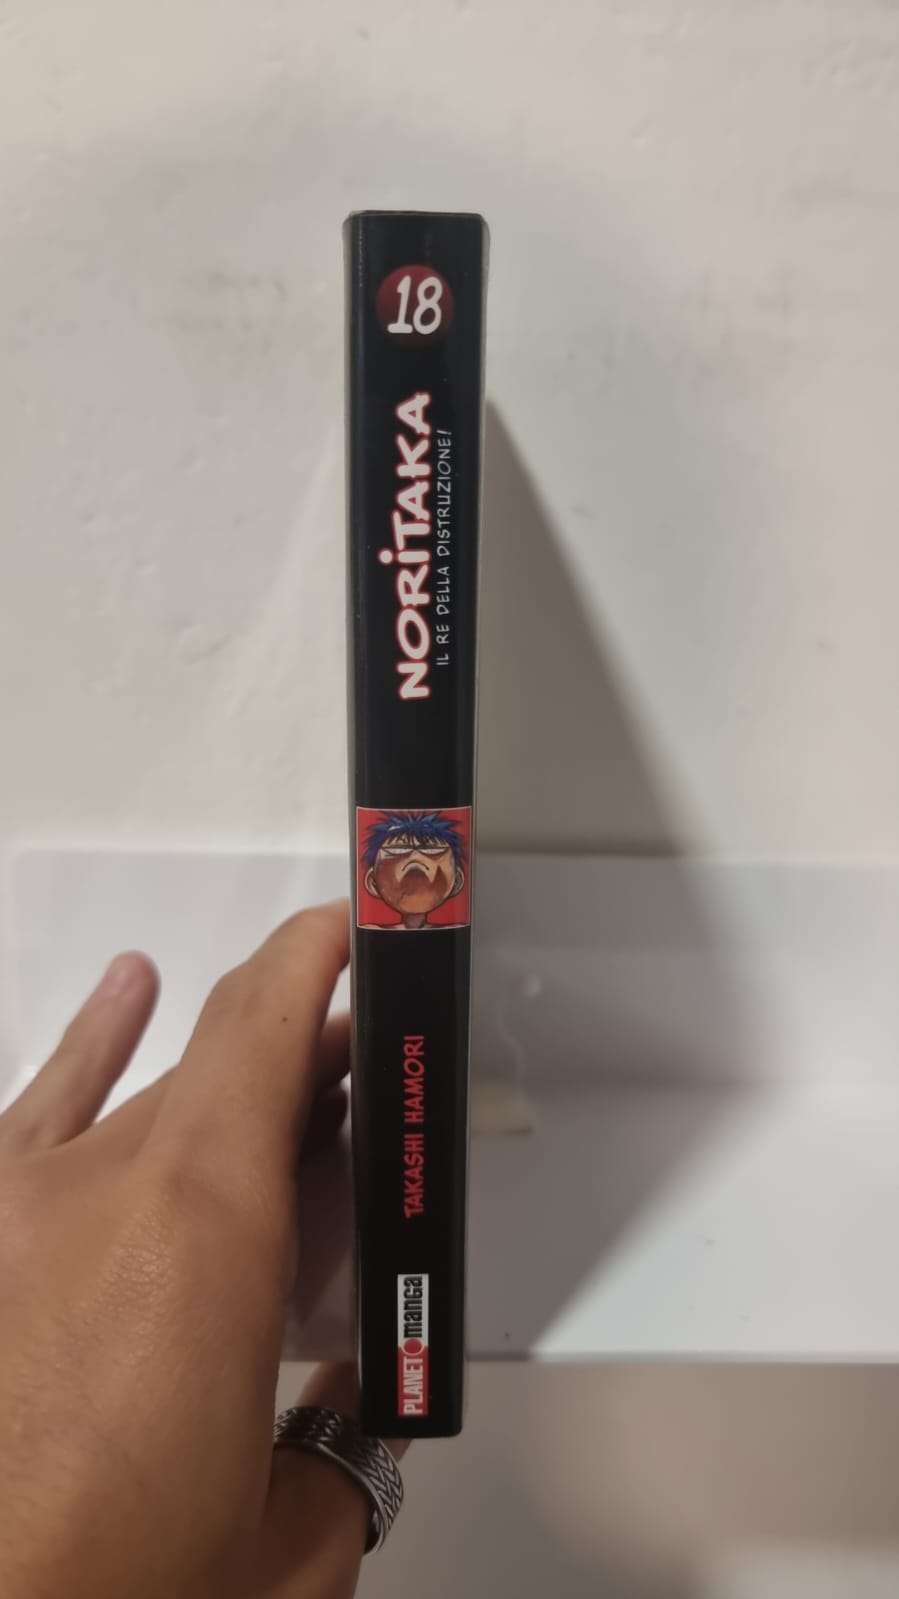 18
NORiTAKA
IL RE DELLA DISTRUZIONE!
TAKASHI HAMORI
PLANET manga